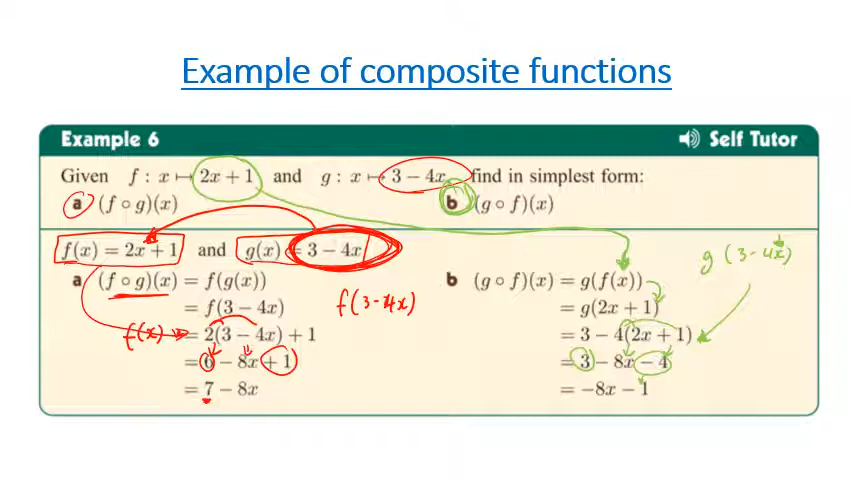 Example of composite functions
Example 6 Self Tutor
Given f : x ↦ 2x + 1 and g : x ↦ 3 − 4x find in simplest form:
a (f ∘ g)(x) b (g ∘ f)(x)
f(x) = 2x + 1 and g(x) = 3 − 4x
g (3 - 4x)
a (f ∘ g)(x) = f(g(x))
= f(3 − 4x)
f(3-4x)
f(x) = 2(3 − 4x) + 1
= 6 − 8x + 1
= 7 − 8x
b (g ∘ f)(x) = g(f(x))
= g(2x + 1)
= 3 − 4(2x + 1)
= 3 − 8x − 4
= −8x − 1